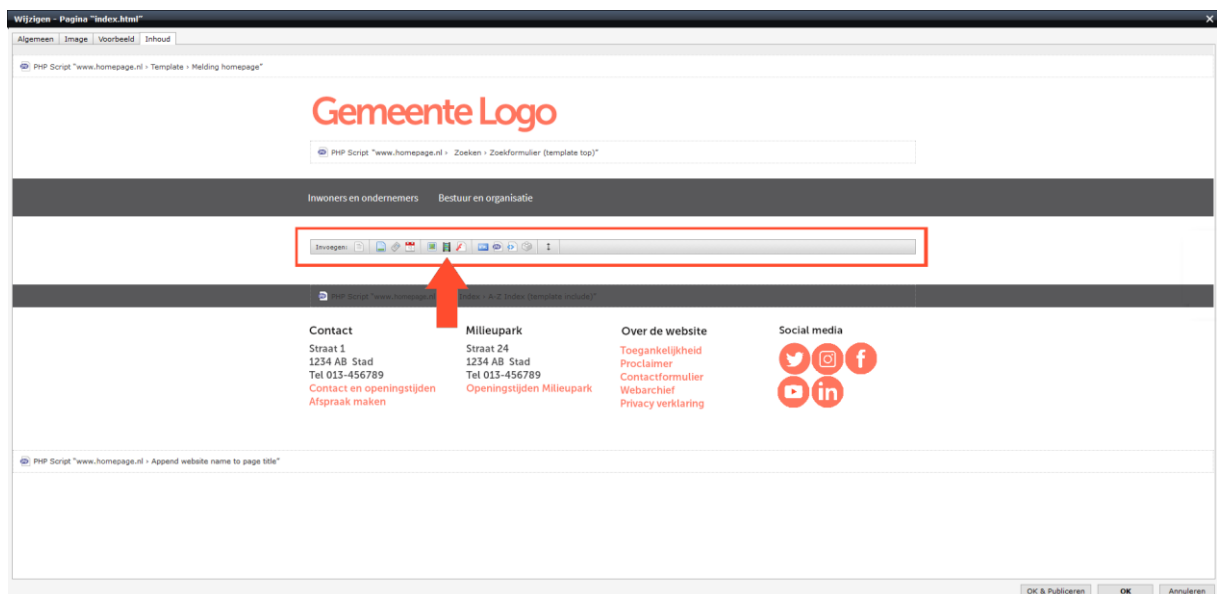 Wijzigen - Pagina "index.html"
Algemeen Image Voorbeeld Inhoud
PHP Script "www.homepage.nl › Template › Melding homepage"
Gemeente Logo
PHP Script "www.homepage.nl › Zoeken › Zoekformulier (template top)"
Inwoners en ondernemers Bestuur en organisatie
Invoegen:
PHP Script "www.homepage.nl Index › A-Z Index (template include)"
Contact
Straat 1
1234 AB Stad
Tel 013-456789
Contact en openingstijden
Afspraak maken
Milieupark
Straat 24
1234 AB Stad
Tel 013-456789
Openingstijden Milieupark
Over de website
Toegankelijkheid
Proclaimer
Contactformulier
Webarchief
Privacy verklaring
Social media
PHP Script "www.homepage.nl › Append website name to page title"
OK & Publiceren OK Annuleren